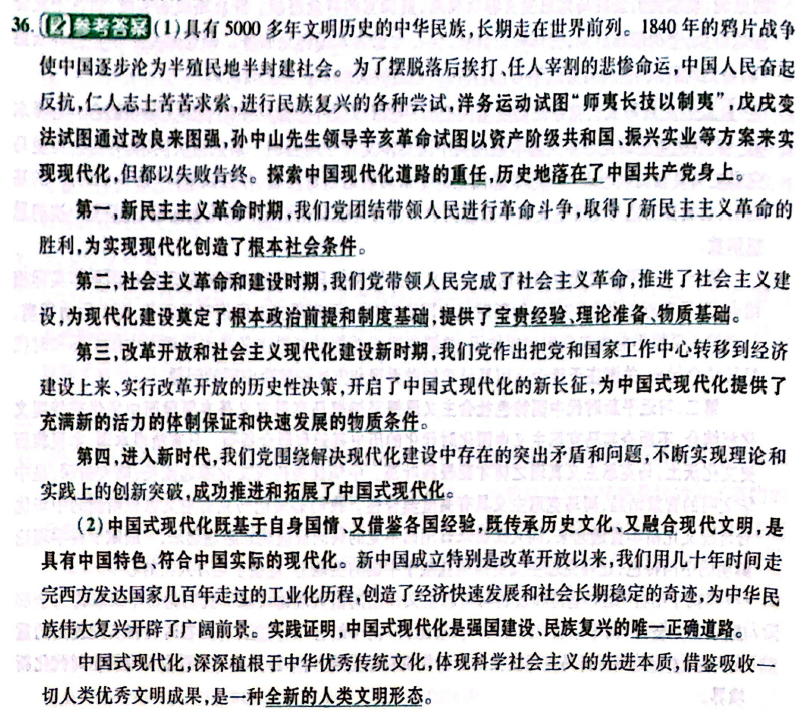 36.参考答案(1)具有5000多年文明历史的中华民族,长期走在世界前列。1840年的鸦片战争
使中国逐步沦为半殖民地半封建社会。为了摆脱落后挨打、任人宰割的悲惨命运,中国人民奋起
反抗,仁人志士苦苦求索,进行民族复兴的各种尝试,洋务运动试图“师夷长技以制夷”,戊戌变
法试图通过改良来图强,孙中山先生领导辛亥革命试图以资产阶级共和国、振兴实业等方案来实
现现代化,但都以失败告终。探索中国现代化道路的重任,历史地落在了中国共产党身上。
第一,新民主主义革命时期,我们党团结带领人民进行革命斗争,取得了新民主主义革命的
胜利,为实现现代化创造了根本社会条件。
第二,社会主义革命和建设时期,我们党带领人民完成了社会主义革命,推进了社会主义建
设,为现代化建设奠定了根本政治前提和制度基础,提供了宝贵经验、理论准备、物质基础。
第三,改革开放和社会主义现代化建设新时期,我们党作出把党和国家工作中心转移到经济
建设上来、实行改革开放的历史性决策,开启了中国式现代化的新长征,为中国式现代化提供了
充满新的活力的体制保证和快速发展的物质条件。
第四,进入新时代,我们党围绕解决现代化建设中存在的突出矛盾和问题,不断实现理论和
实践上的创新突破,成功推进和拓展了中国式现代化。
(2)中国式现代化既基于自身国情、又借鉴各国经验,既传承历史文化、又融合现代文明,是
具有中国特色、符合中国实际的现代化。新中国成立特别是改革开放以来,我们用几十年时间走
完西方发达国家几百年走过的工业化历程,创造了经济快速发展和社会长期稳定的奇迹,为中华民
族伟大复兴开辟了广阔前景。实践证明,中国式现代化是强国建设、民族复兴的唯一正确道路。
中国式现代化,深深植根于中华优秀传统文化,体现科学社会主义的先进本质,借鉴吸收一
切人类优秀文明成果,是一种全新的人类文明形态。